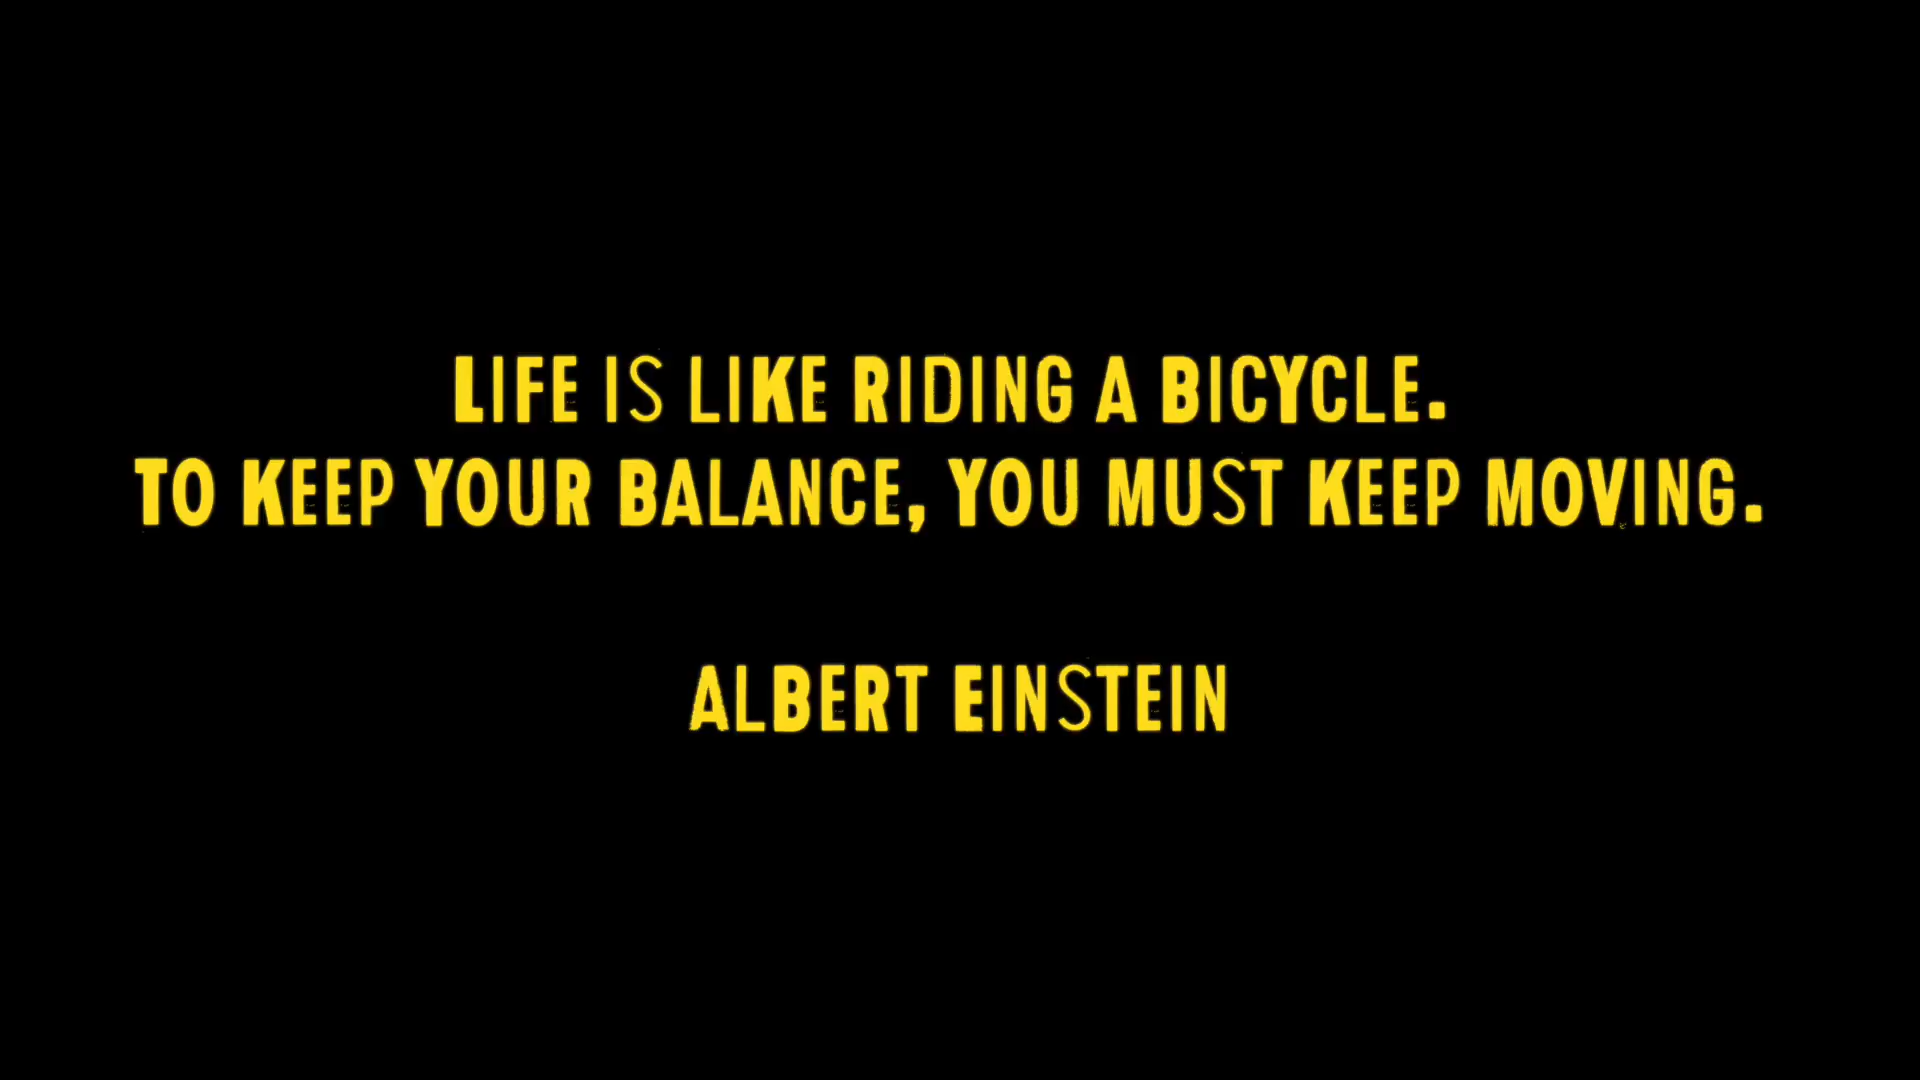 LIFE IS LIKE RIDING A BICYCLE.
TO KEEP YOUR BALANCE, YOU MUST KEEP MOVING.
ALBERT EINSTEIN